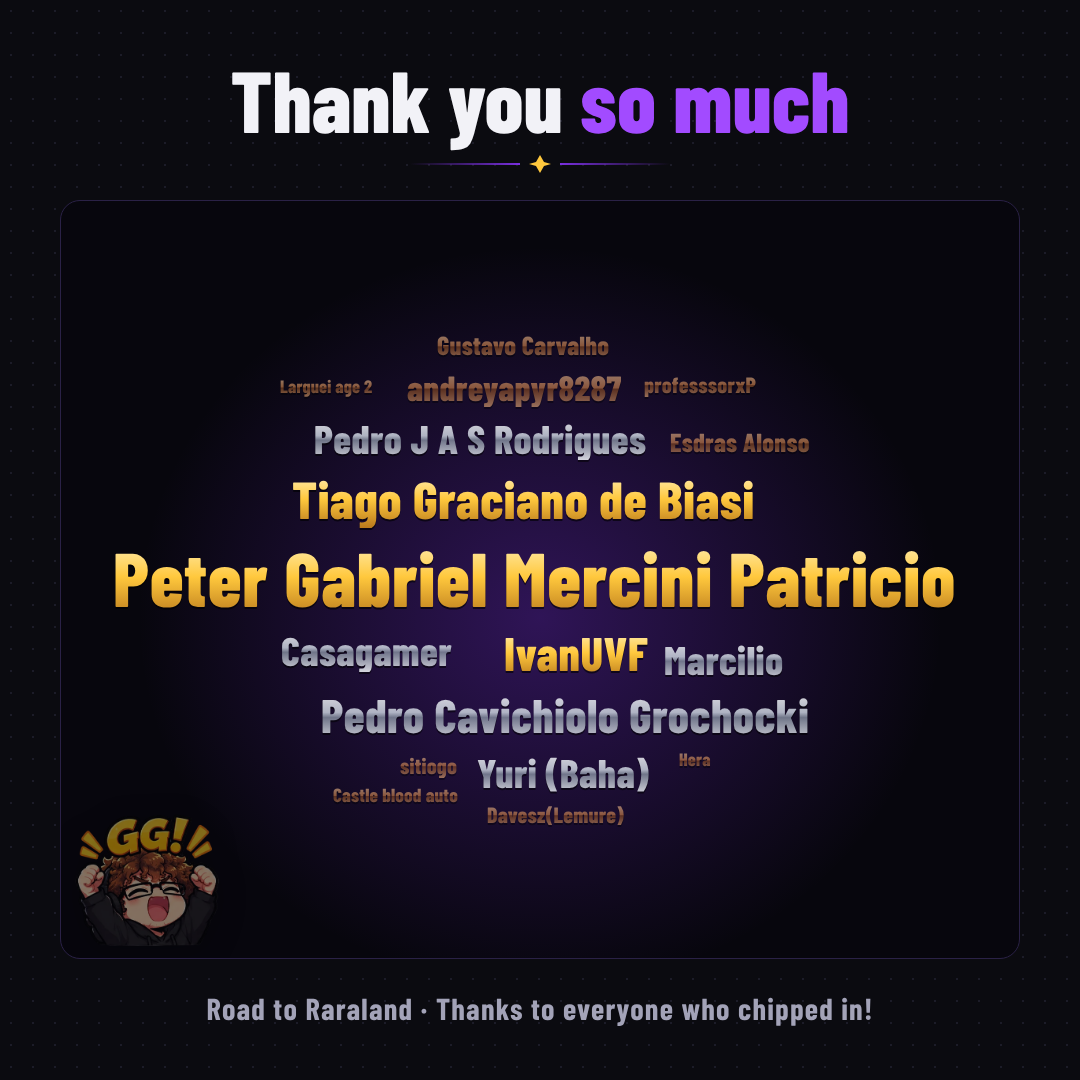 Thank you so much
Gustavo Carvalho
Larguei age 2 andreyapyr8287 professsorxP
Pedro J A S Rodrigues Esdras Alonso
Tiago Graciano de Biasi
Peter Gabriel Mercini Patricio
Casagamer IvanUVF Marcilio
Pedro Cavichiolo Grochocki
sitiogo Yuri (Baha) Hera
Castle blood auto
Davesz(Lemure)
GG!
Road to Raraland · Thanks to everyone who chipped in!